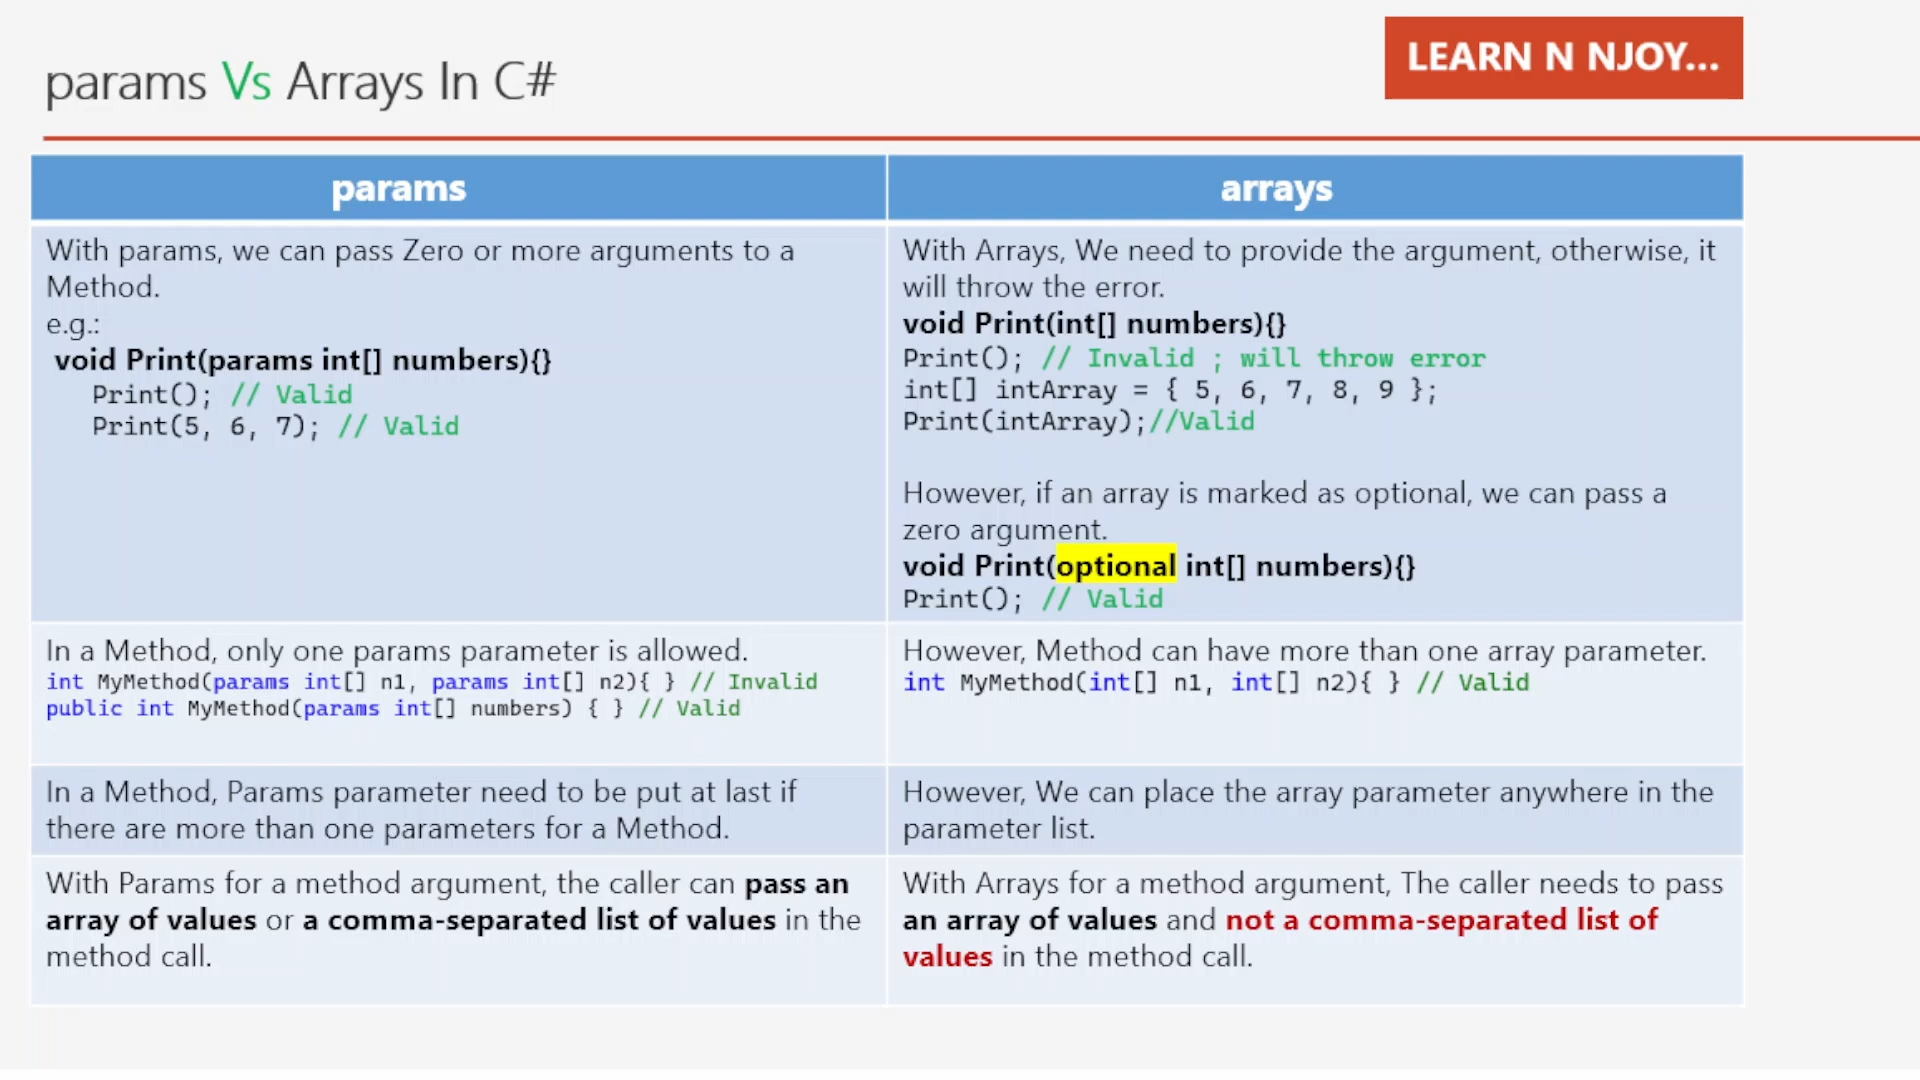 params Vs Arrays In C#
LEARN N NJOY...
params
arrays
With params, we can pass Zero or more arguments to a
Method.
e.g.:
void Print(params int[] numbers){}
Print(); // Valid
Print(5, 6, 7); // Valid
With Arrays, We need to provide the argument, otherwise, it
will throw the error.
void Print(int[] numbers){}
Print(); // Invalid ; will throw error
int[] intArray = { 5, 6, 7, 8, 9 };
Print(intArray);//Valid
However, if an array is marked as optional, we can pass a
zero argument.
void Print(optional int[] numbers){}
Print(); // Valid
In a Method, only one params parameter is allowed.
int MyMethod(params int[] n1, params int[] n2){ } // Invalid
public int MyMethod(params int[] numbers) { } // Valid
However, Method can have more than one array parameter.
int MyMethod(int[] n1, int[] n2){ } // Valid
In a Method, Params parameter need to be put at last if
there are more than one parameters for a Method.
However, We can place the array parameter anywhere in the
parameter list.
With Params for a method argument, the caller can pass an
array of values or a comma-separated list of values in the
method call.
With Arrays for a method argument, The caller needs to pass
an array of values and not a comma-separated list of
values in the method call.